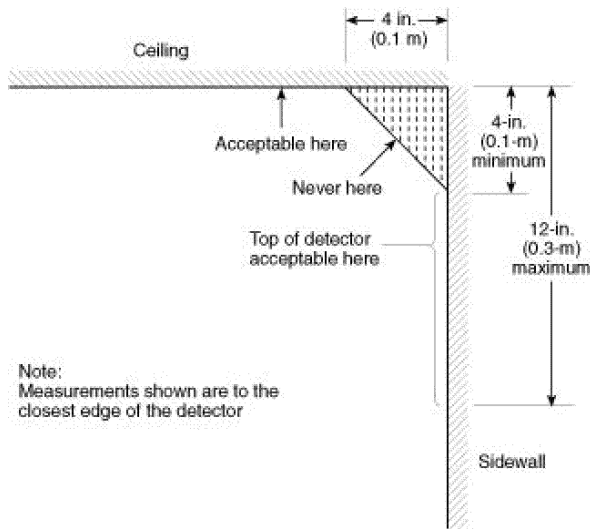 4 in.
(0.1 m)
Ceiling
Acceptable here
Never here
4-in.
(0.1-m)
minimum
Top of detector
acceptable here
12-in.
(0.3-m)
maximum
Note:
Measurements shown are to the
closest edge of the detector
Sidewall